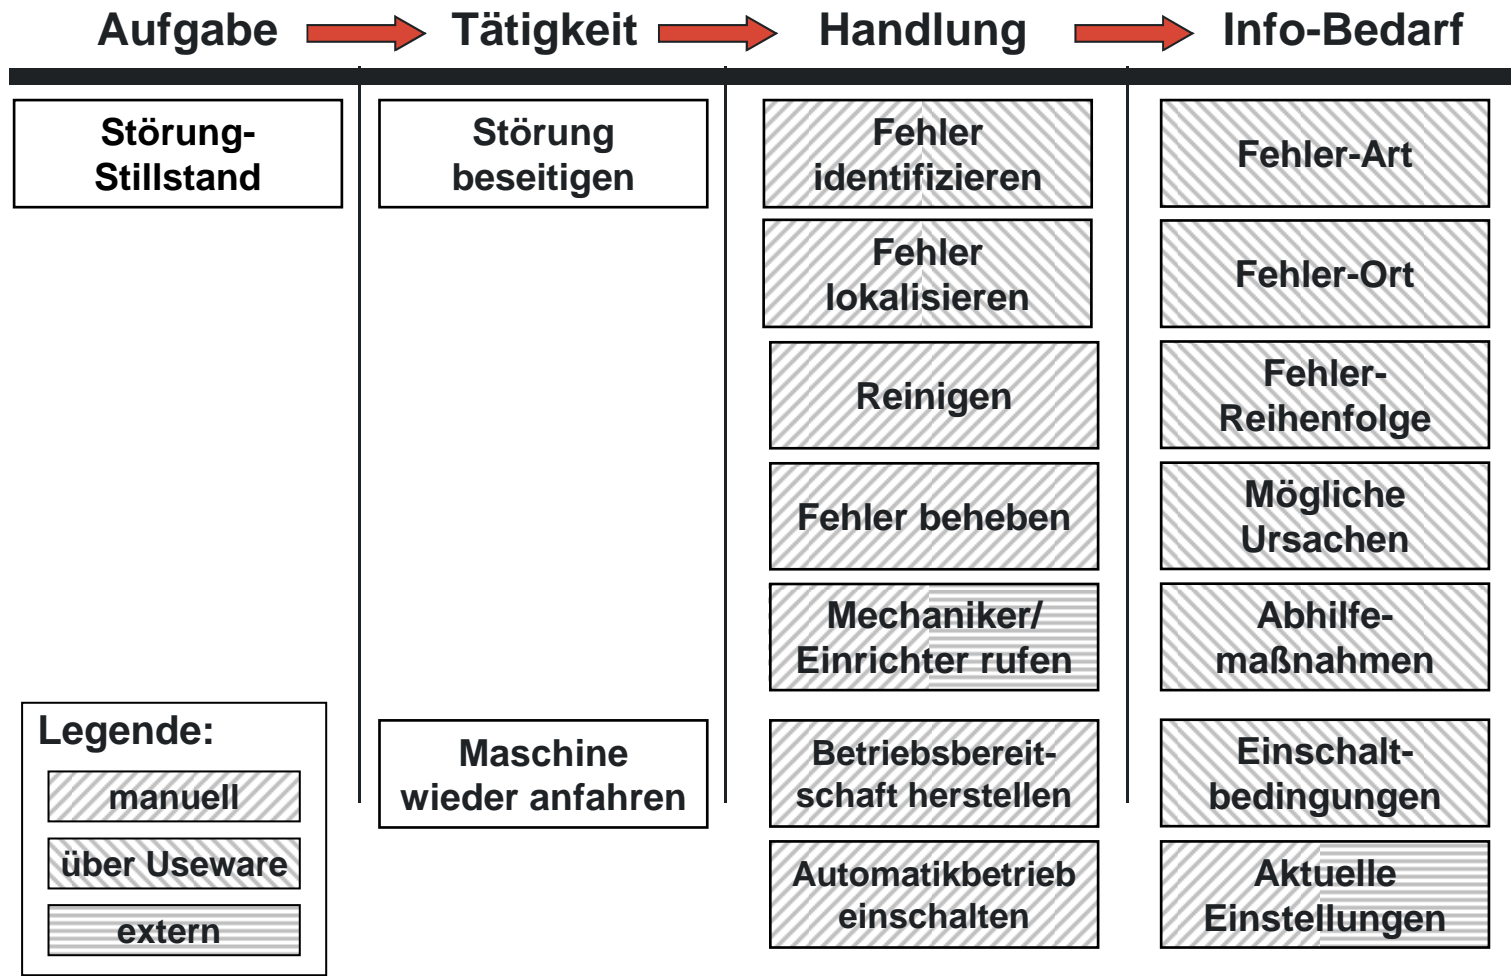 Aufgabe
Tätigkeit
Handlung
Info-Bedarf
Störung-
Stillstand
Störung
beseitigen
Maschine
wieder anfahren
Fehler
identifizieren
Fehler
lokalisieren
Reinigen
Fehler beheben
Mechaniker/
Einrichter rufen
Betriebsbereit-
schaft herstellen
Automatikbetrieb
einschalten
Fehler-Art
Fehler-Ort
Fehler-
Reihenfolge
Mögliche
Ursachen
Abhilfe-
maßnahmen
Einschalt-
bedingungen
Aktuelle
Einstellungen
Legende:
manuell
über Useware
extern